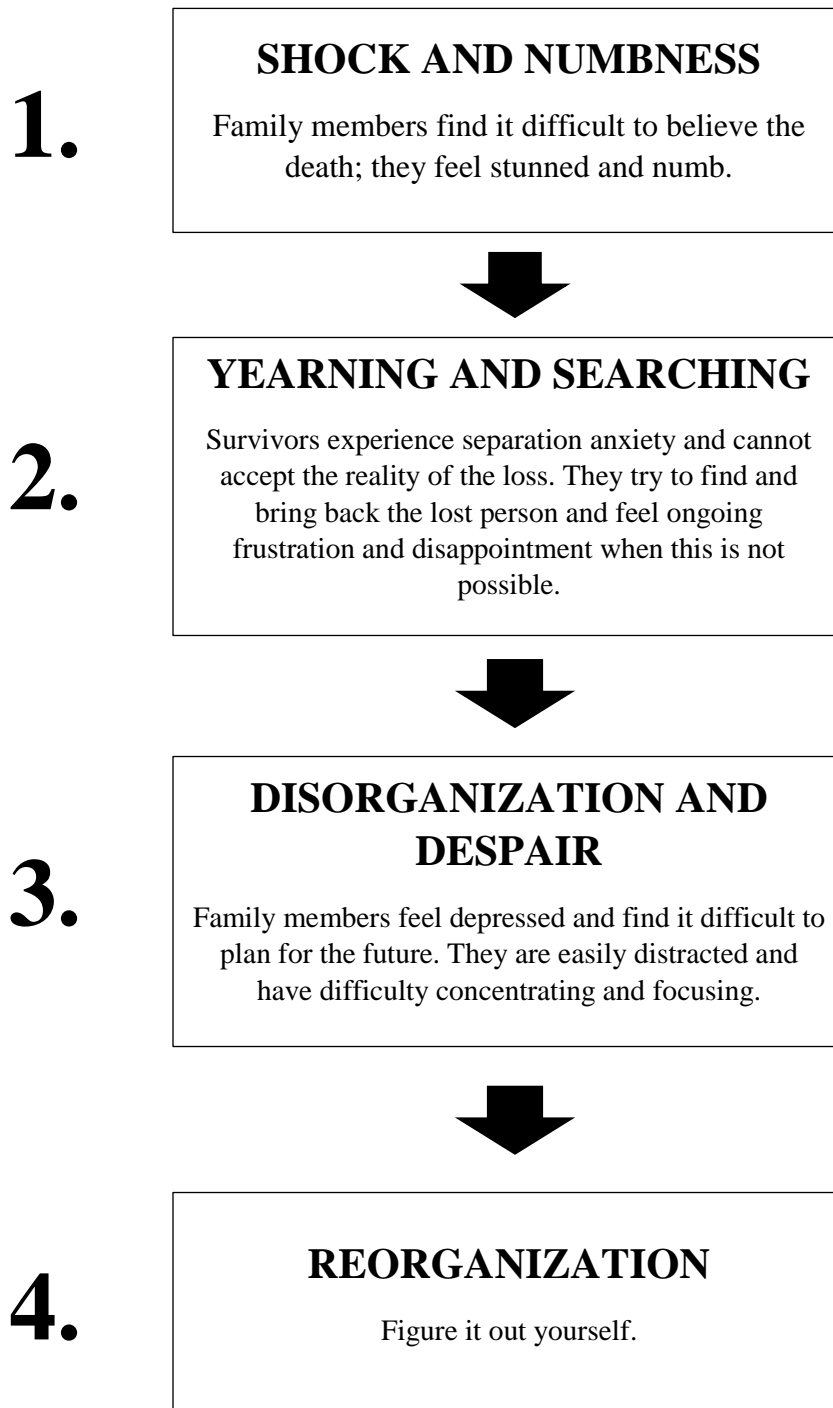 1.
SHOCK AND NUMBNESS
Family members find it difficult to believe the
death; they feel stunned and numb.
2.
YEARNING AND SEARCHING
Survivors experience separation anxiety and cannot
accept the reality of the loss. They try to find and
bring back the lost person and feel ongoing
frustration and disappointment when this is not
possible.
3.
DISORGANIZATION AND
DESPAIR
Family members feel depressed and find it difficult to
plan for the future. They are easily distracted and
have difficulty concentrating and focusing.
4.
REORGANIZATION
Figure it out yourself.